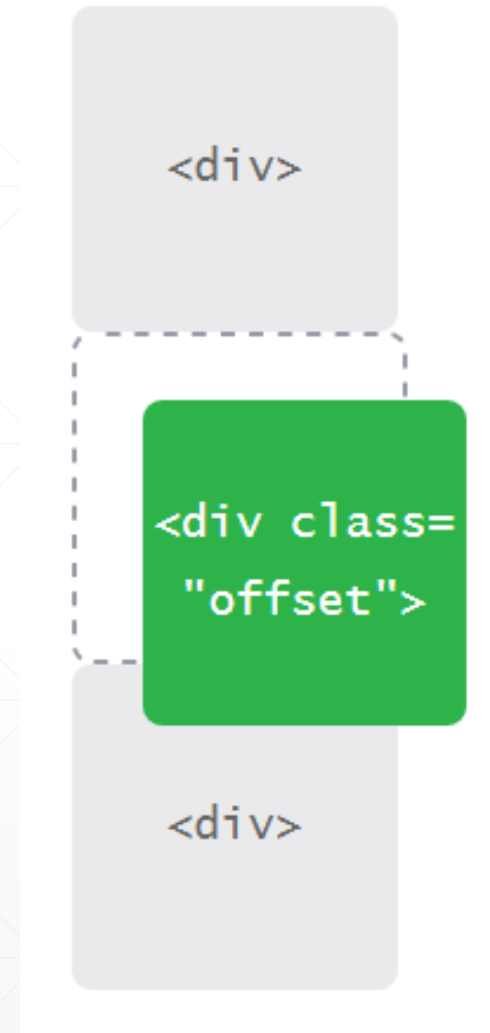 <div>
<div class=
"offset">
<div>